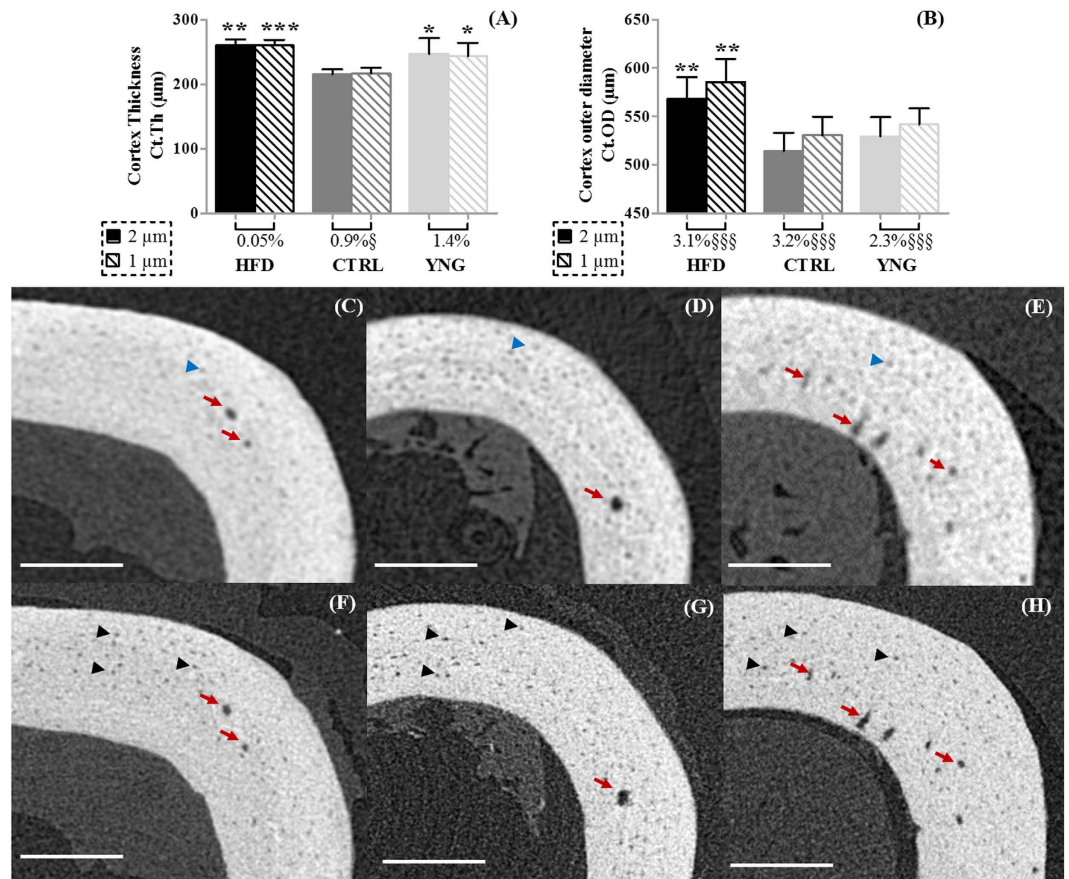 (A)
Cortex Thickness
Ct.Th (µm)
300
200
100
0
** *** * *
0.05% 0.9%§ 1.4%
HFD CTRL YNG
2 µm
1 µm
(B)
Cortex outer diameter
Ct.OD (µm)
650
600
550
500
450
** **
3.1%§§§ 3.2%§§§ 2.3%§§§
HFD CTRL YNG
2 µm
1 µm
(C) (D) (E)
(F) (G) (H)